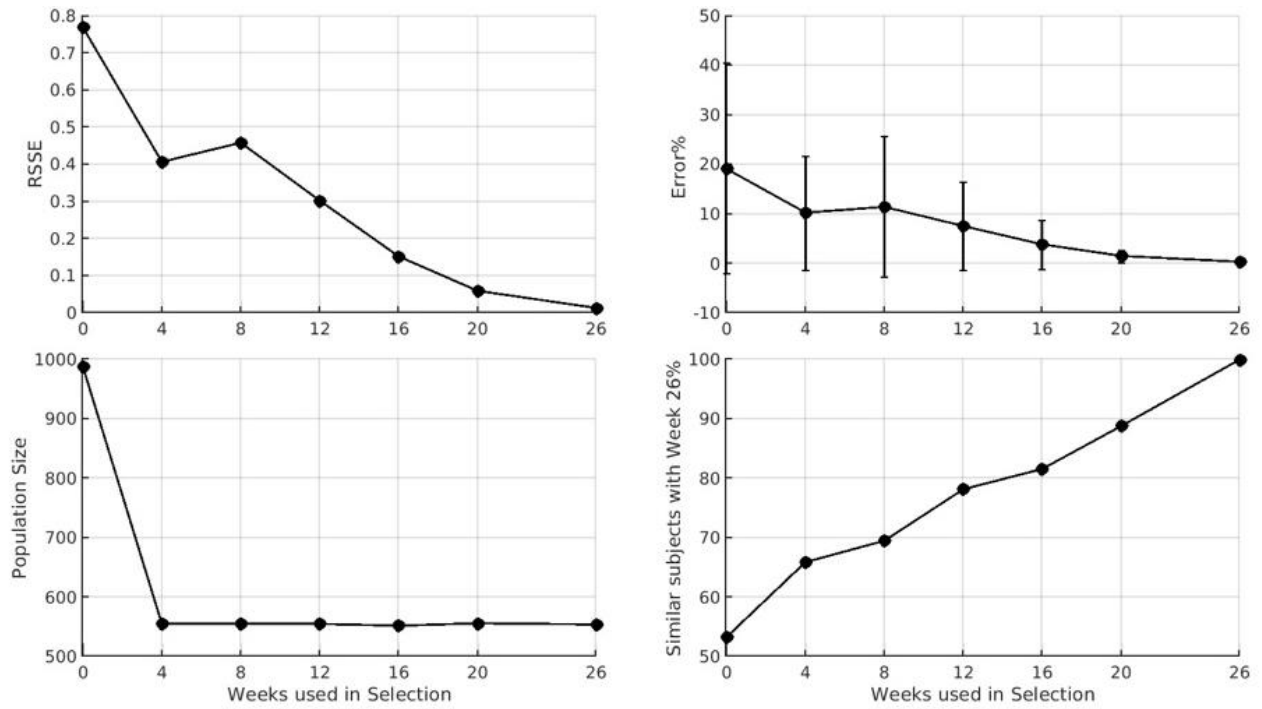 RSSE
0.8
0.7
0.6
0.5
0.4
0.3
0.2
0.1
0
0 4 8 12 16 20 26
Error%
50
40
30
20
10
0
-10
0 4 8 12 16 20 26
Population Size
1000
900
800
700
600
500
0 4 8 12 16 20 26
Weeks used in Selection
Similar subjects with Week 26%
100
90
80
70
60
50
0 4 8 12 16 20 26
Weeks used in Selection